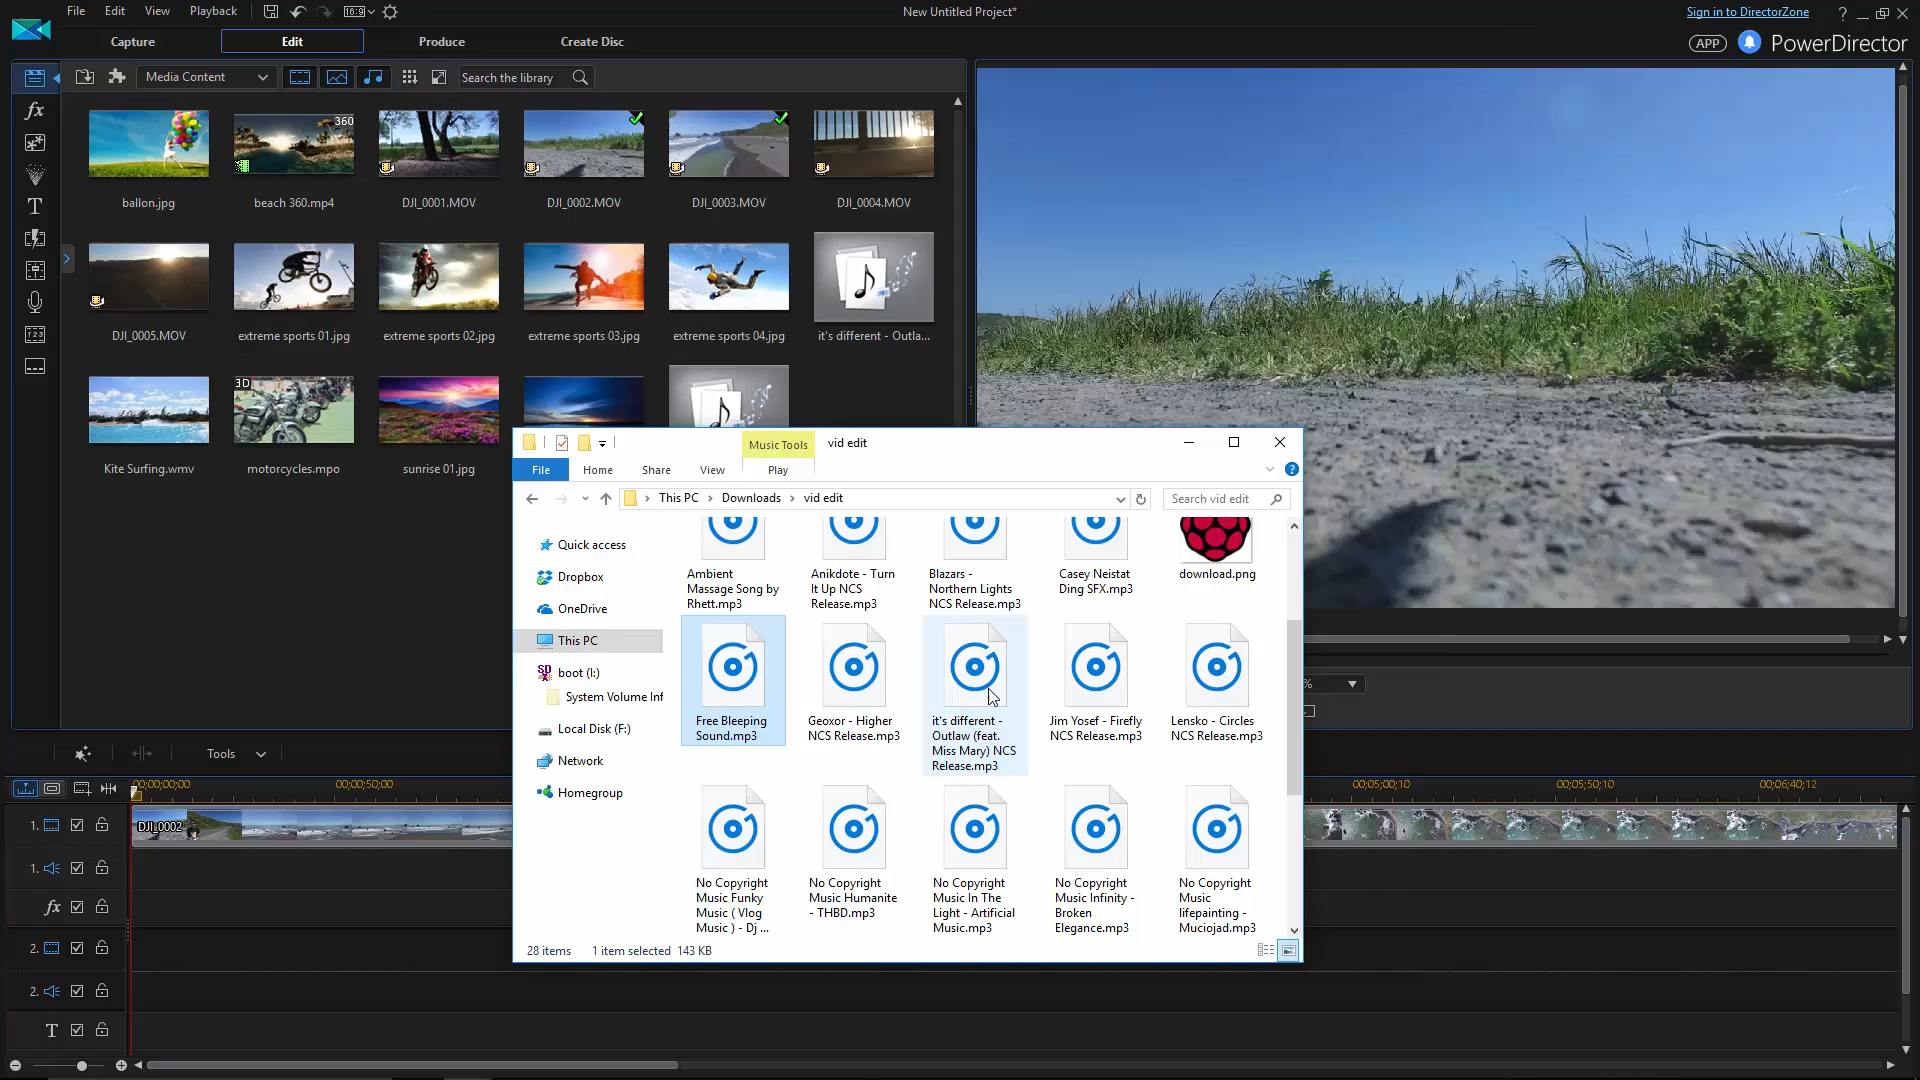 File Edit View Playback 16:9 New Untitled Project* Sign in to DirectorZone ?
Capture Edit Produce Create Disc APP PowerDirector
Media Content Search the library
fx
360
ballon.jpg beach 360.mp4 DJI_0001.MOV DJI_0002.MOV DJI_0003.MOV DJI_0004.MOV
T
DJI_0005.MOV extreme sports 01.jpg extreme sports 02.jpg extreme sports 03.jpg extreme sports 04.jpg it's different - Outla...
3D
Kite Surfing.wmv motorcycles.mpo sunrise 01.jpg
Music Tools vid edit
File Home Share View Play
This PC Downloads vid edit Search vid edit
Quick access
Dropbox
OneDrive
This PC
boot (I:)
System Volume Inf
Local Disk (F:)
Network
Homegroup
Ambient
Massage Song by
Rhett.mp3
Anikdote - Turn
It Up NCS
Release.mp3
Blazars -
Northern Lights
NCS Release.mp3
Casey Neistat
Ding SFX.mp3
download.png
Free Bleeping
Sound.mp3
Geoxor - Higher
NCS Release.mp3
it's different -
Outlaw (feat.
Miss Mary) NCS
Release.mp3
Jim Yosef - Firefly
NCS Release.mp3
Lensko - Circles
NCS Release.mp3
No Copyright
Music Funky
Music ( Vlog
Music ) - Dj ...
No Copyright
Music Humanite
- THBD.mp3
No Copyright
Music In The
Light - Artificial
Music.mp3
No Copyright
Music Infinity -
Broken
Elegance.mp3
No Copyright
Music
lifepainting -
Muciojad.mp3
28 items 1 item selected 143 KB
%
Tools
00;00;00;00 00;00;50;00 00;05;00;10 00;05;50;10 00;06;40;12
1. DJI_0002
1.
fx
2.
2.
T